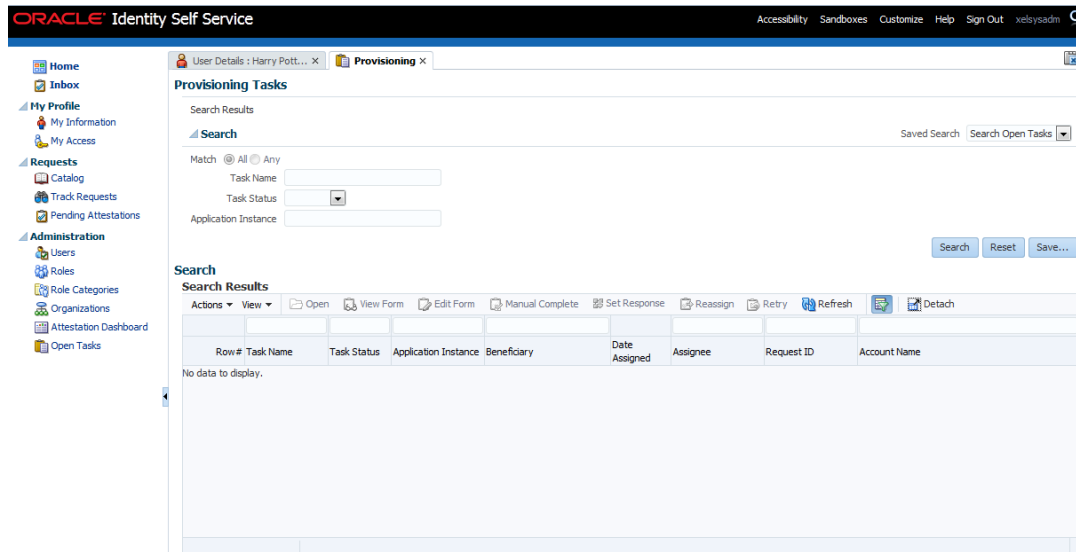 ORACLE Identity Self Service
Accessibility Sandboxes Customize Help Sign Out xelsysadm
Home
Inbox
My Profile
My Information
My Access
Requests
Catalog
Track Requests
Pending Attestations
Administration
Users
Roles
Role Categories
Organizations
Attestation Dashboard
Open Tasks
User Details : Harry Pott... Provisioning
Provisioning Tasks
Search Results
Search
Saved Search Search Open Tasks
Match All Any
Task Name
Task Status
Application Instance
Search Reset Save...
Search
Search Results
Actions View Open View Form Edit Form Manual Complete Set Response Reassign Retry Refresh Detach
Row# Task Name Task Status Application Instance Beneficiary Date Assigned Assignee Request ID Account Name
No data to display.